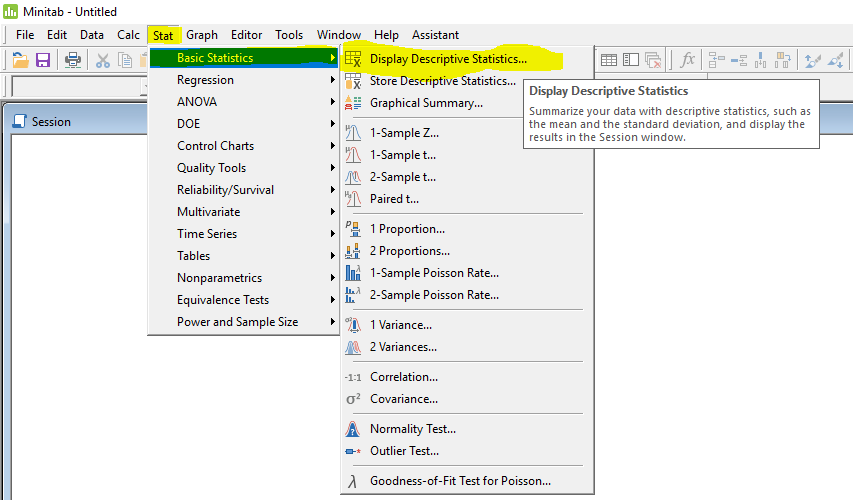 Minitab - Untitled
File Edit Data Calc Stat Graph Editor Tools Window Help Assistant
Session
Basic Statistics
Regression
ANOVA
DOE
Control Charts
Quality Tools
Reliability/Survival
Multivariate
Time Series
Tables
Nonparametrics
Equivalence Tests
Power and Sample Size
Display Descriptive Statistics...
Store Descriptive Statistics...
Graphical Summary...
1-Sample Z...
1-Sample t...
2-Sample t...
Paired t...
1 Proportion...
2 Proportions...
1-Sample Poisson Rate...
2-Sample Poisson Rate...
1 Variance...
2 Variances...
-1:1 Correlation...
σ² Covariance...
Normality Test...
Outlier Test...
λ Goodness-of-Fit Test for Poisson...
Display Descriptive Statistics
Summarize your data with descriptive statistics, such as
the mean and the standard deviation, and display the
results in the Session window.
fx